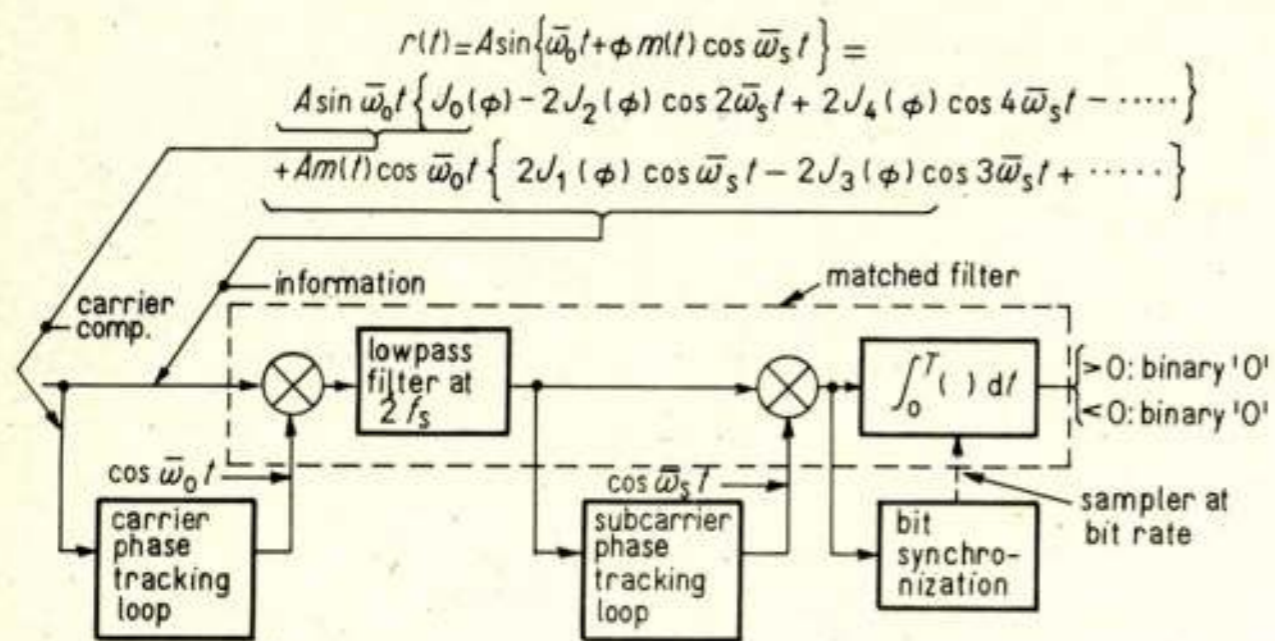 r(t)=A sin{ω̄₀t+ϕ m(t) cos ω̄ₛt} =
A sin ω̄₀t {J₀(ϕ) – 2J₂(ϕ) cos 2ω̄ₛt + 2J₄(ϕ) cos 4ω̄ₛt – ·····}
+ Am(t) cos ω̄₀t { 2J₁(ϕ) cos ω̄ₛt – 2J₃(ϕ) cos 3ω̄ₛt + ·····}
carrier
comp.
information
matched filter
lowpass
filter at
2fₛ
∫₀ᵀ( ) dt
>0: binary '0'
<0: binary '0'
cos ω̄₀t
cos ω̄ₛt
carrier
phase
tracking
loop
subcarrier
phase
tracking
loop
bit
synchro-
nization
sampler at
bit rate